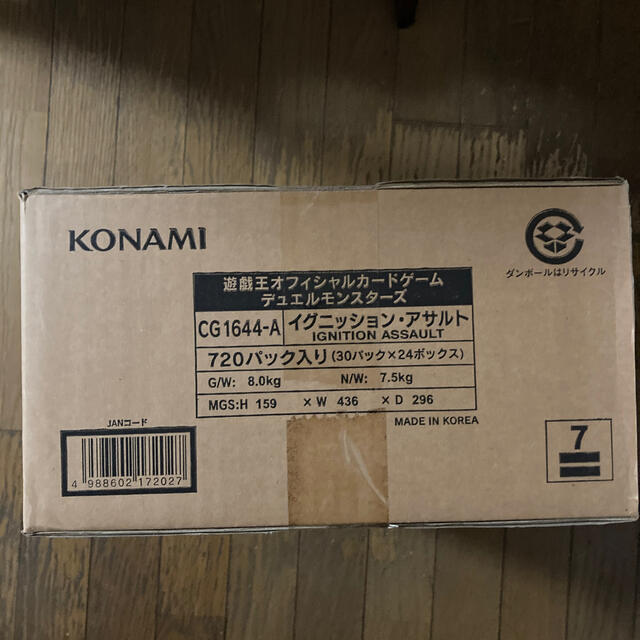 KONAMI
ダンボールはリサイクル
遊戯王オフィシャルカードゲーム
デュエルモンスターズ
CG1644-A イグニッション・アサルト
IGNITION ASSAULT
720パック入り(30パック×24ボックス)
G/W: 8.0kg N/W: 7.5kg
MGS:H 159 ×W 436 ×D 296
MADE IN KOREA
JANコード
4 988602 172027
7